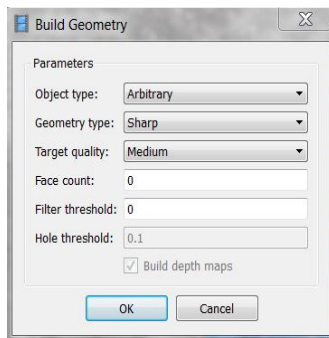 Build Geometry
Parameters
Object type: Arbitrary
Geometry type: Sharp
Target quality: Medium
Face count: 0
Filter threshold: 0
Hole threshold: 0.1
Build depth maps
OK Cancel